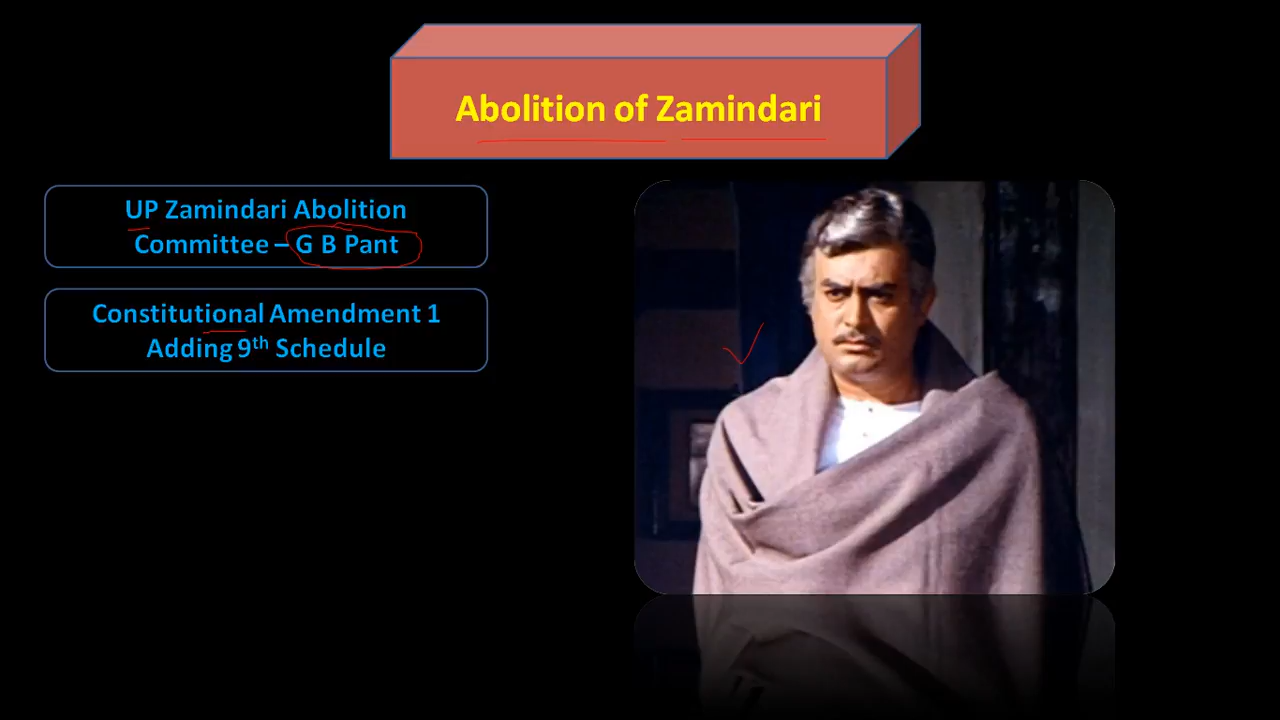 Abolition of Zamindari
UP Zamindari Abolition
Committee – G B Pant
Constitutional Amendment 1
Adding 9th Schedule